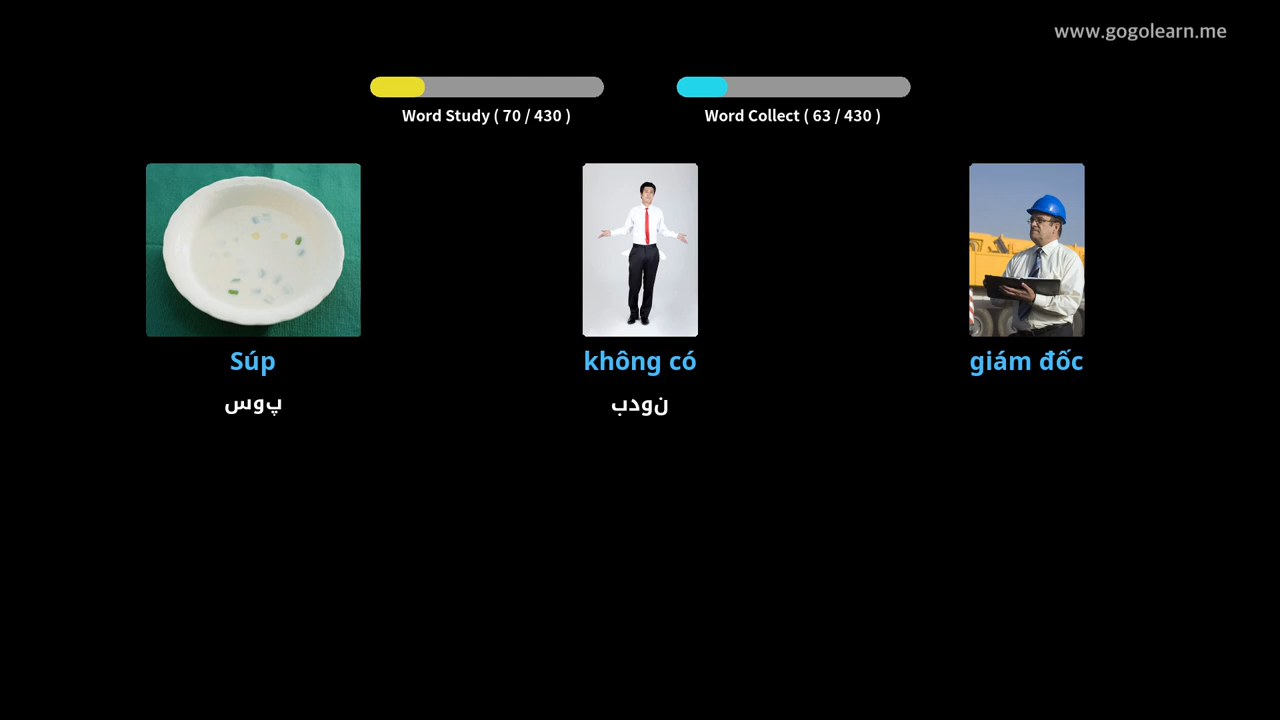 www.gogolearn.me
Word Study ( 70 / 430 )
Word Collect ( 63 / 430 )
Súp
không có
giám đốc
پوس
نودب